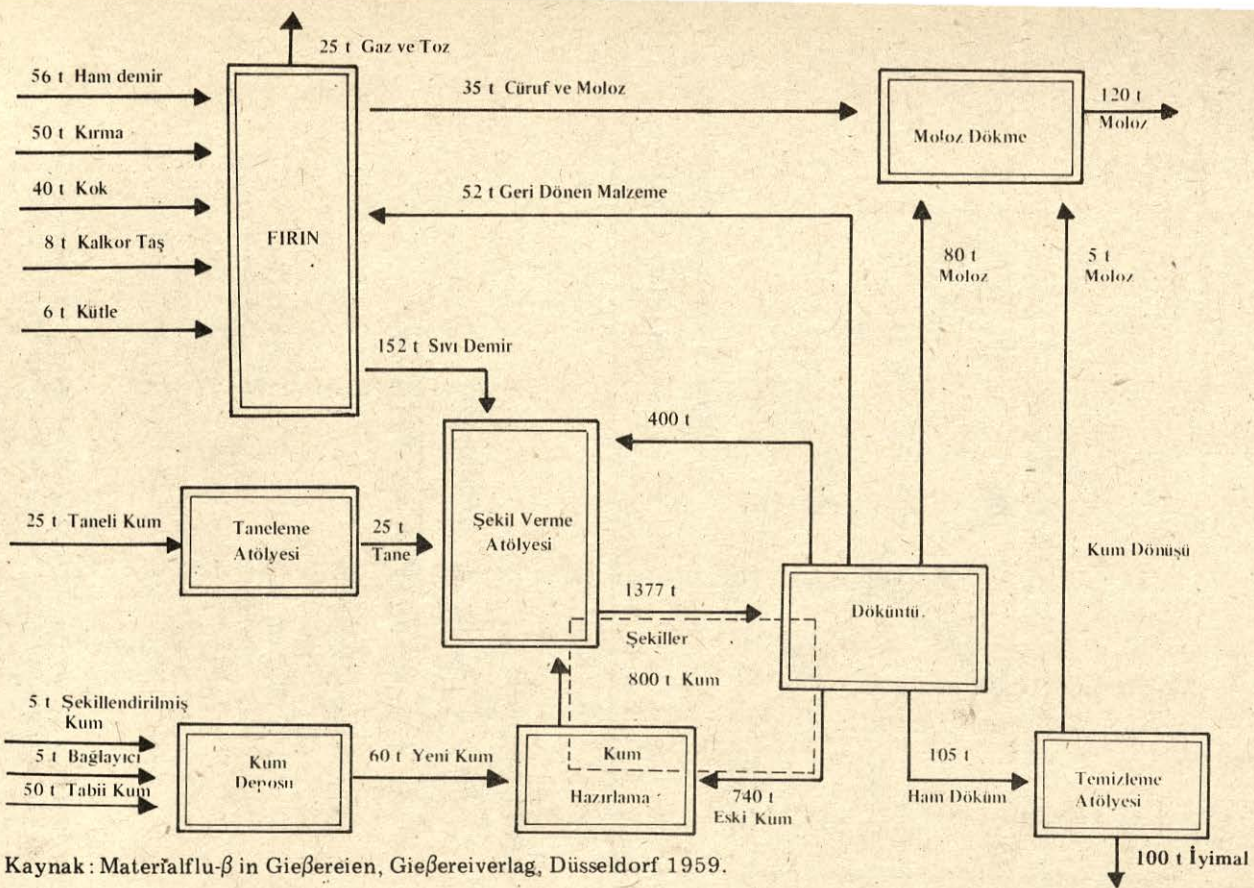 25 t Gaz ve Toz
56 t Ham demir
50 t Kırma
40 t Kok
8 t Kalkor Taş
6 t Kütle
FIRIN
35 t Cüruf ve Moloz
Moloz Dökme
120 t
Moloz
52 t Geri Dönen Malzeme
80 t
Moloz
5 t
Moloz
152 t Sıvı Demir
400 t
25 t Taneli Kum
Taneleme
Atölyesi
25 t
Tane
Şekil Verme
Atölyesi
Kum Dönüşü
1377 t
Şekiller
Döküntü
800 t Kum
5 t Şekillendirilmiş
Kum
5 t Bağlayıcı
50 t Tabii Kum
Kum
Deposu
60 t Yeni Kum
Kum
Hazırlama
740 t
Eski Kum
105 t
Ham Döküm
Temizleme
Atölyesi
100 t İyimal
Kaynak: Materialflu-β in Gieβereien, Gieβereiverlag, Düsseldorf 1959.